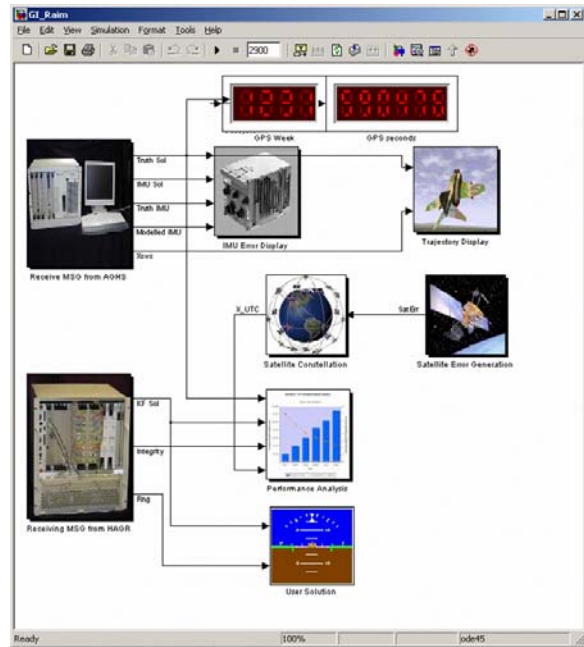 GI_Raim
File Edit View Simulation Format Tools Help
2900
1231
590476
GPS Week
GPS seconds
Truth Sol
IMU Sol
Truth IMU
Modelled IMU
Xsvs
Receive MSG from AGHS
IMU Error Display
Trajectory Display
X_UTC
SatErr
Satellite Constellation
Satellite Error Generation
KF Sol
Integrity
Rng
Receiving MSG from HAGR
Performance Analysis
User Solution
Ready
100%
ode45